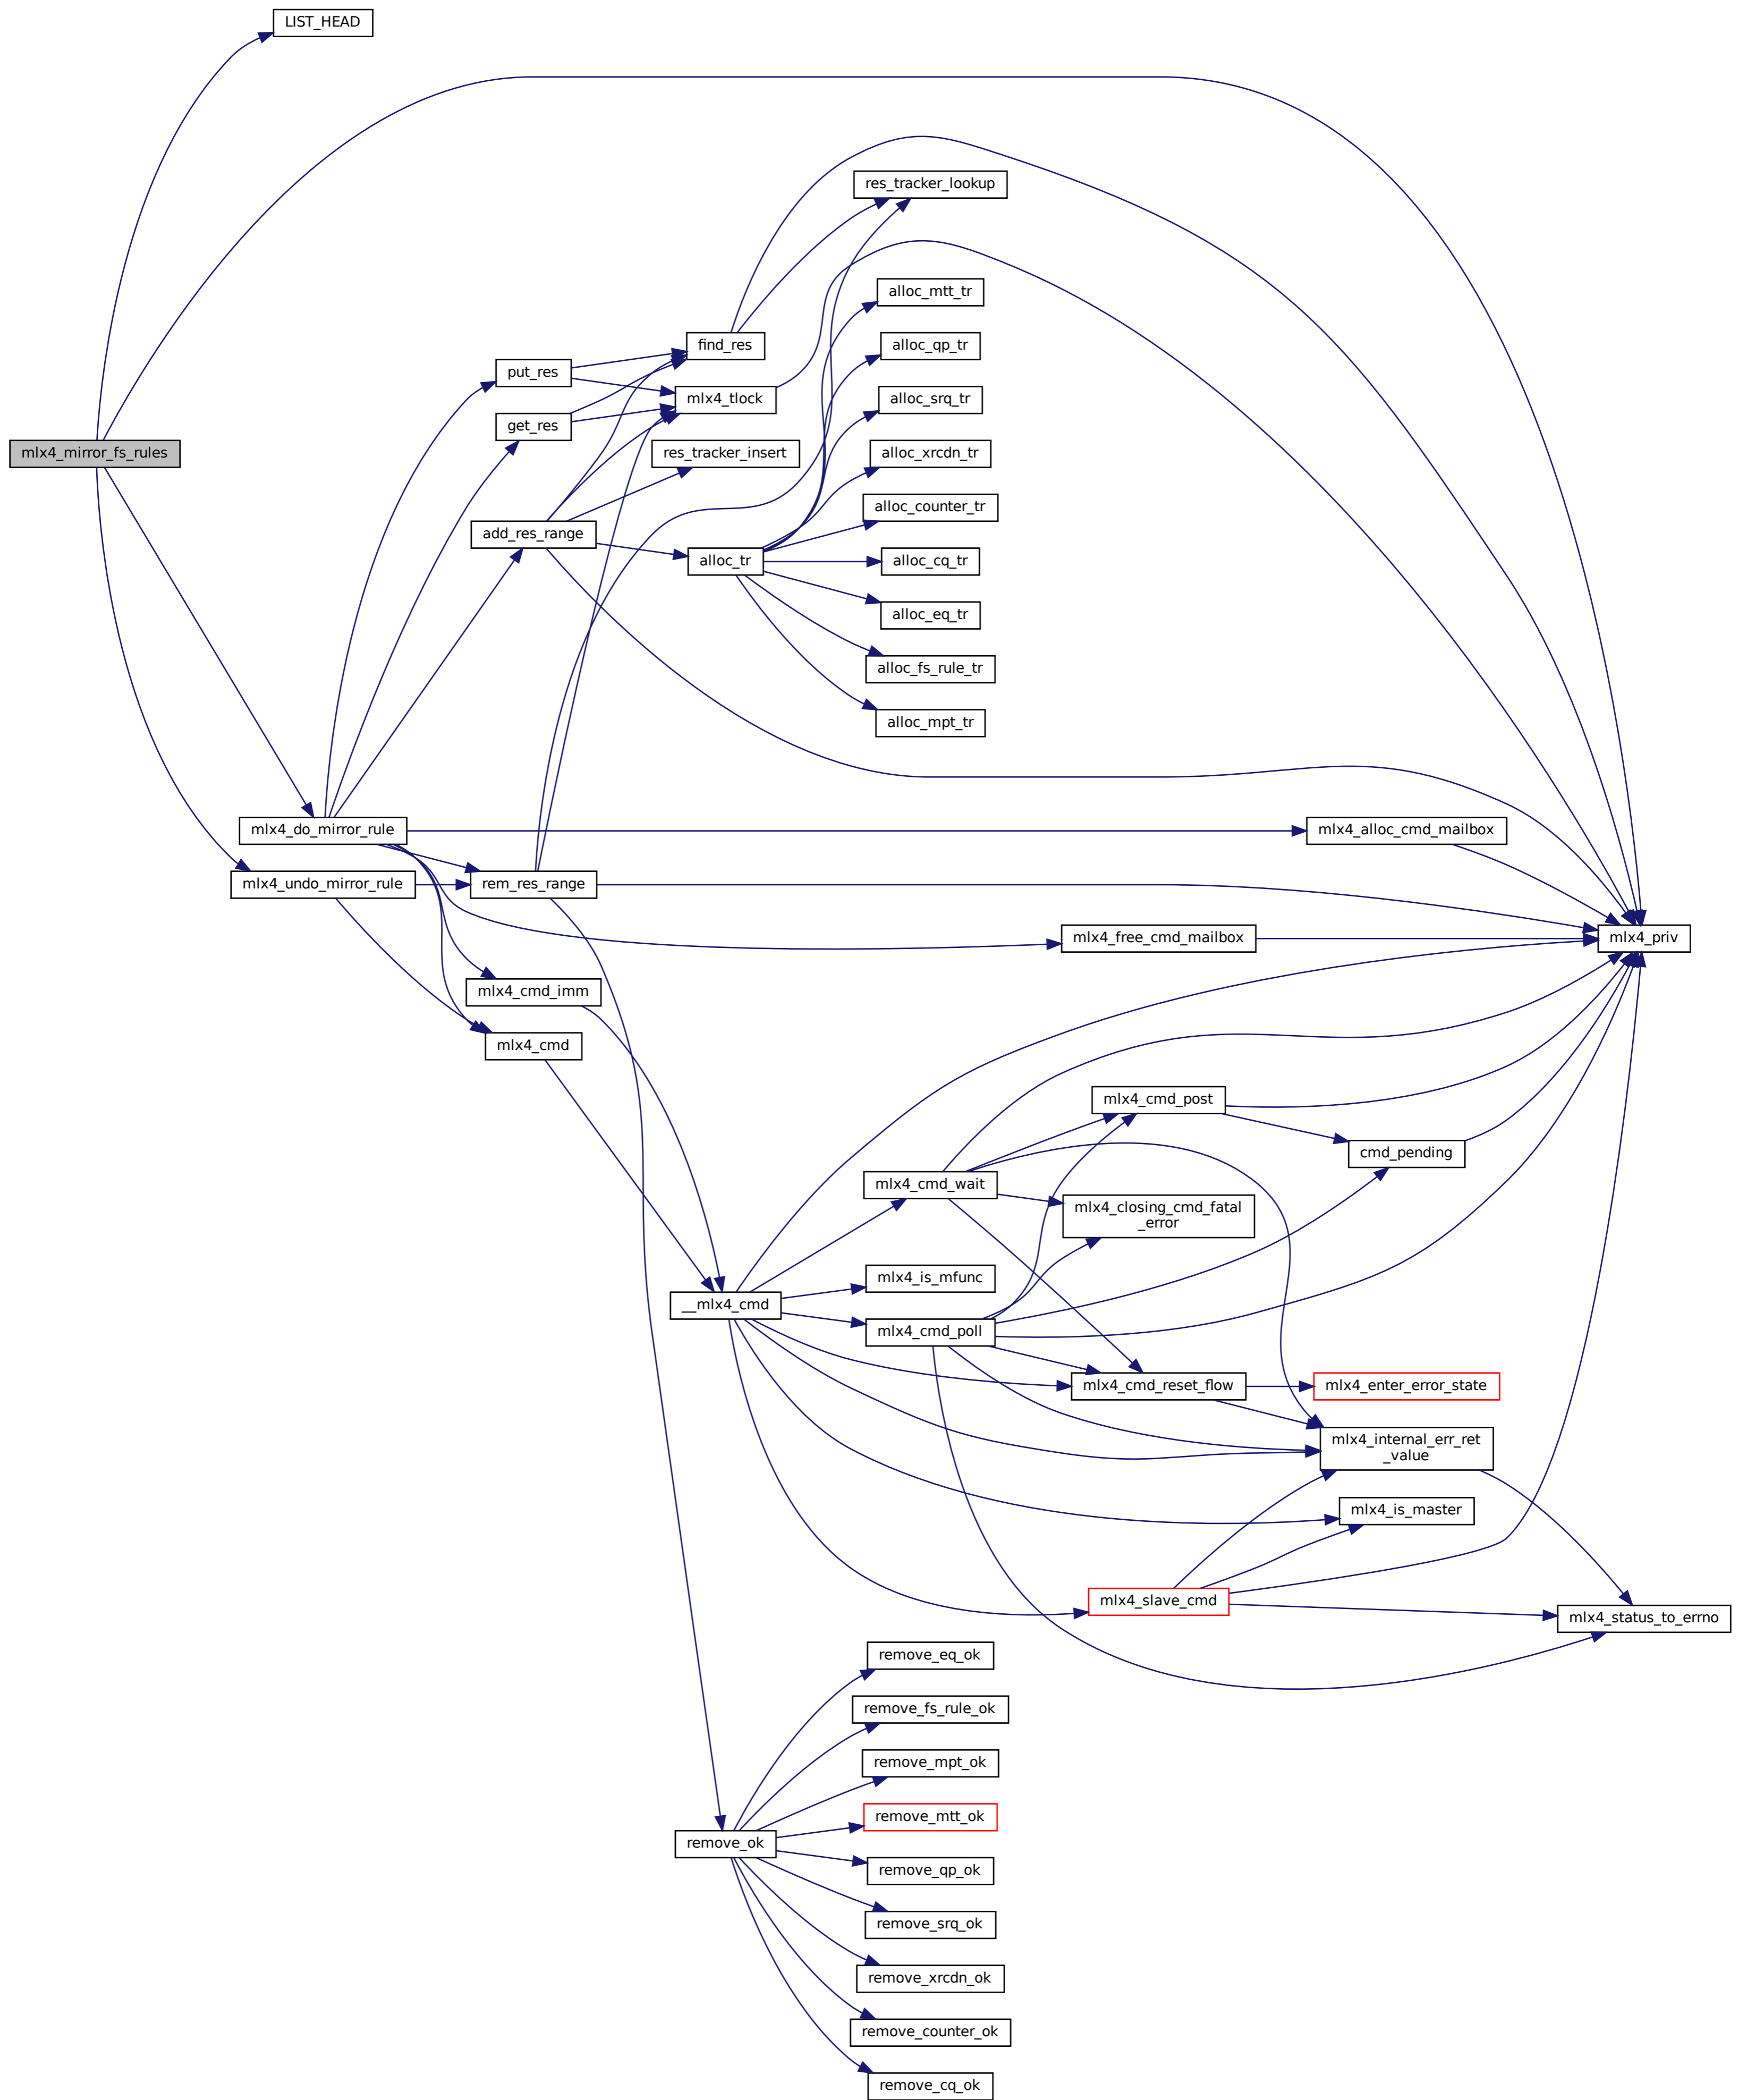 LIST_HEAD
res_tracker_lookup
alloc_mtt_tr
find_res
alloc_qp_tr
put_res
mlx4_tlock
alloc_srq_tr
get_res
mlx4_mirror_fs_rules
res_tracker_insert
alloc_xrcdn_tr
alloc_counter_tr
add_res_range
alloc_tr
alloc_cq_tr
alloc_eq_tr
alloc_fs_rule_tr
alloc_mpt_tr
mlx4_do_mirror_rule
mlx4_alloc_cmd_mailbox
mlx4_undo_mirror_rule
rem_res_range
mlx4_free_cmd_mailbox
mlx4_priv
mlx4_cmd_imm
mlx4_cmd
mlx4_cmd_post
cmd_pending
mlx4_cmd_wait
mlx4_closing_cmd_fatal
_error
mlx4_is_mfunc
__mlx4_cmd
mlx4_cmd_poll
mlx4_cmd_reset_flow
mlx4_enter_error_state
mlx4_internal_err_ret
_value
mlx4_is_master
mlx4_slave_cmd
mlx4_status_to_errno
remove_eq_ok
remove_fs_rule_ok
remove_mpt_ok
remove_mtt_ok
remove_ok
remove_qp_ok
remove_srq_ok
remove_xrcdn_ok
remove_counter_ok
remove_cq_ok